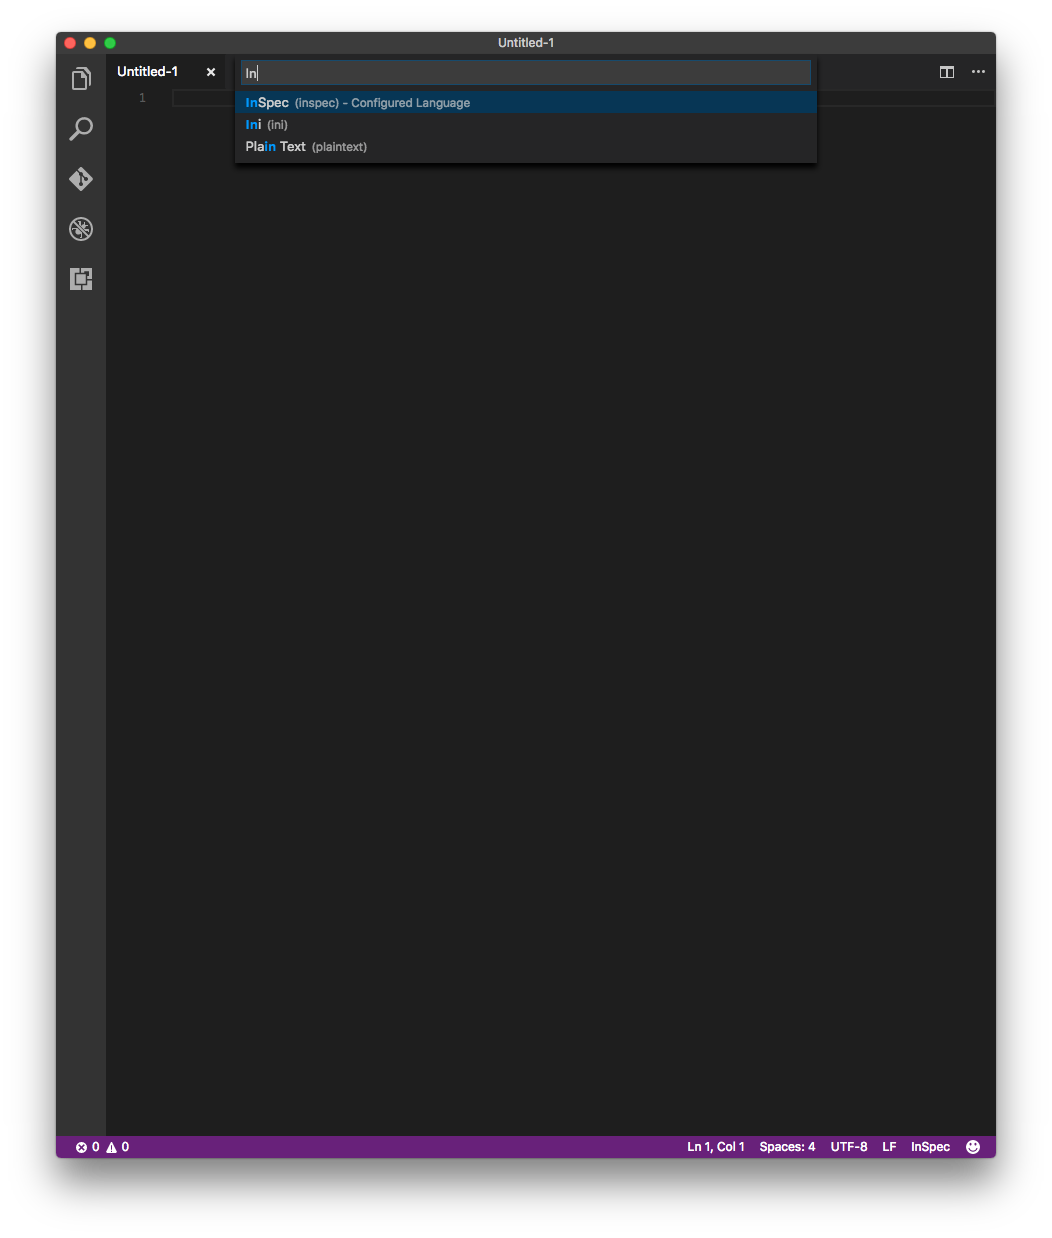 Untitled-1
Untitled-1
In
InSpec (inspec) - Configured Language
Ini (ini)
Plain Text (plaintext)
1
0 0 Ln 1, Col 1 Spaces: 4 UTF-8 LF InSpec